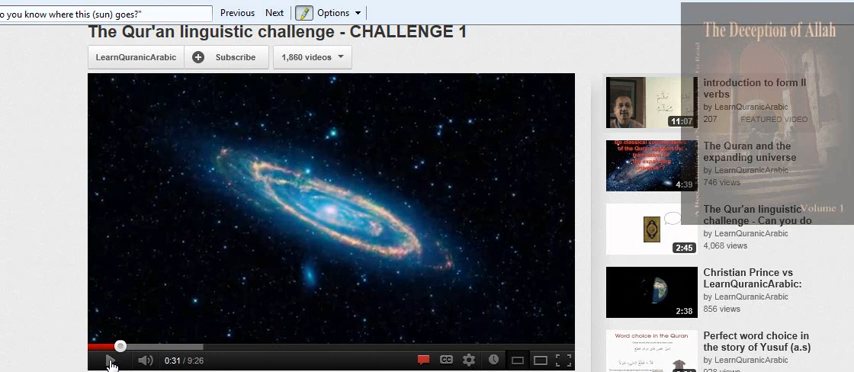 o you know where this (sun) goes?"
Previous
Next
Options
The Qur'an linguistic challenge - CHALLENGE 1
LearnQuranicArabic
Subscribe
1,860 videos
0:31 / 9:26
The Deception of Allah
11:07
introduction to form II
verbs
by LearnQuranicArabic
207
FEATURED VIDEO
4:39
The Quran and the
expanding universe
by LearnQuranicArabic
746 views
Volume 1
2:45
The Qur'an linguistic
challenge - Can you do
by LearnQuranicArabic
4,068 views
2:38
Christian Prince vs
LearnQuranicArabic:
by LearnQuranicArabic
856 views
Word choice in the Quran
Perfect word choice in
the story of Yusuf (a.s)
by LearnQuranicArabic